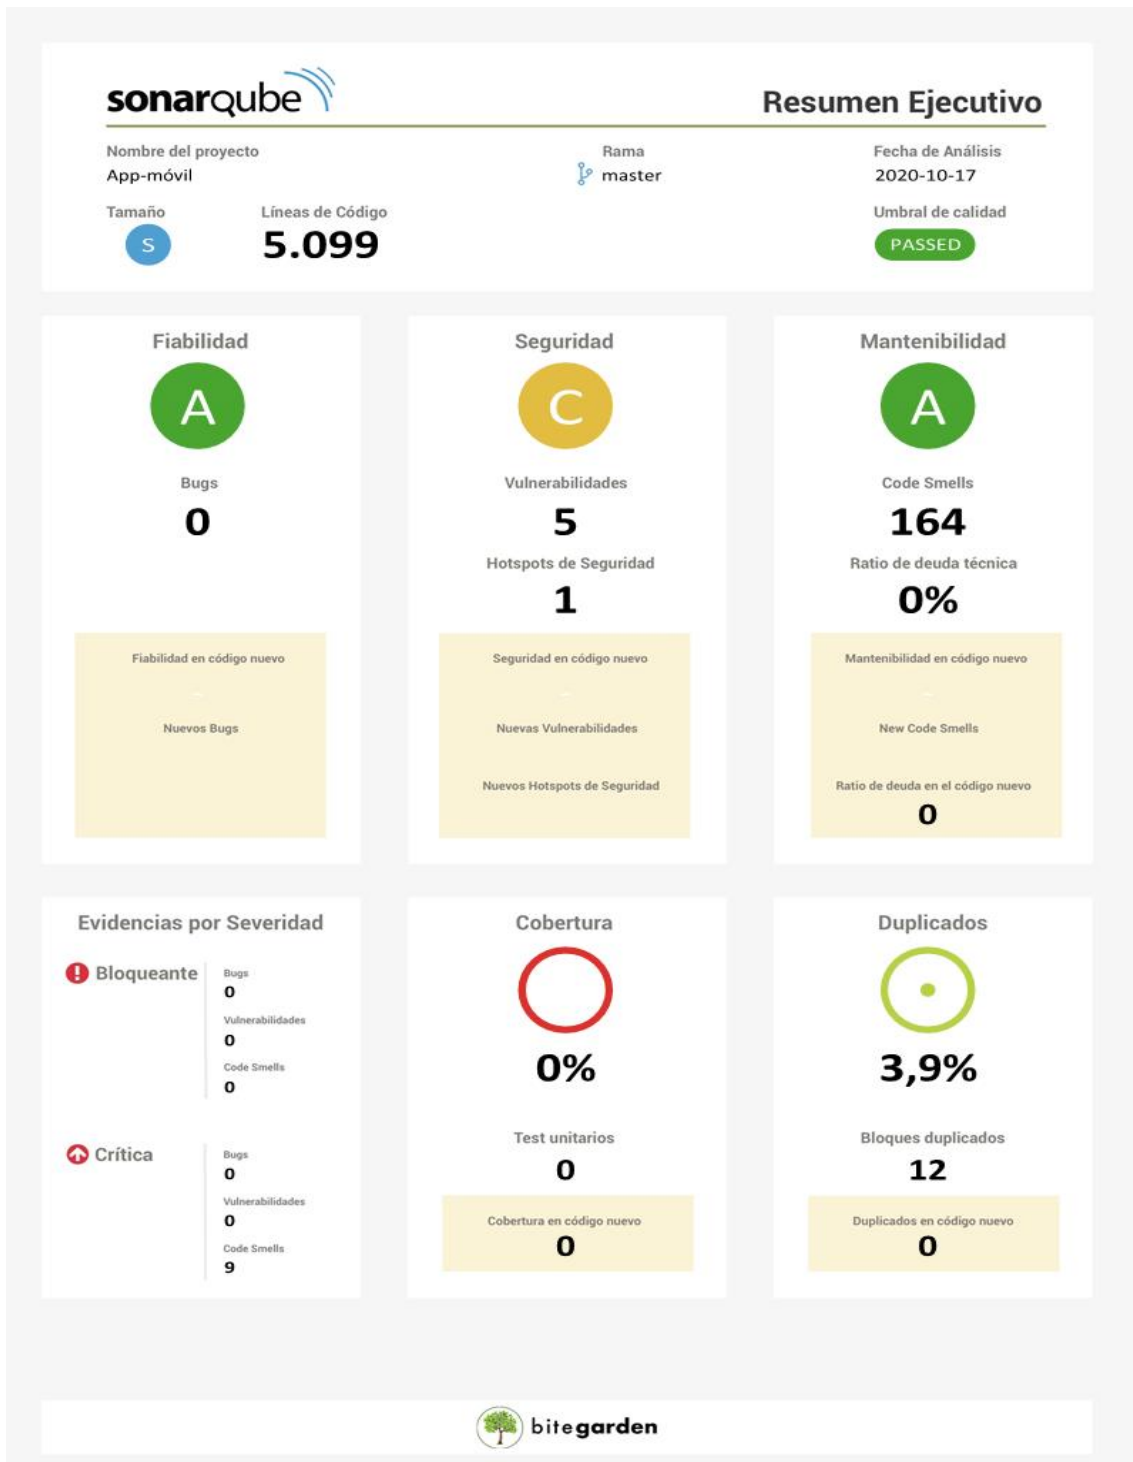 sonarqube
Resumen Ejecutivo
Nombre del proyecto
App-móvil
Rama
master
Fecha de Análisis
2020-10-17
Tamaño
S
Líneas de Código
5.099
Umbral de calidad
PASSED
Fiabilidad
A
Bugs
0
Fiabilidad en código nuevo
Nuevos Bugs
Seguridad
C
Vulnerabilidades
5
Hotspots de Seguridad
1
Seguridad en código nuevo
Nuevas Vulnerabilidades
Nuevos Hotspots de Seguridad
Mantenibilidad
A
Code Smells
164
Ratio de deuda técnica
0%
Mantenibilidad en código nuevo
New Code Smells
Ratio de deuda en el código nuevo
0
Evidencias por Severidad
Bloqueante
Bugs
0
Vulnerabilidades
0
Code Smells
0
Crítica
Bugs
0
Vulnerabilidades
0
Code Smells
9
Cobertura
0%
Test unitarios
0
Cobertura en código nuevo
0
Duplicados
3,9%
Bloques duplicados
12
Duplicados en código nuevo
0
bitegarden